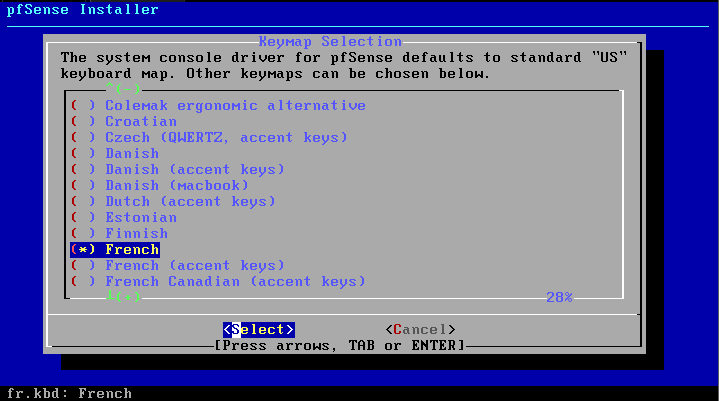 pfSense Installer
Keymap Selection
The system console driver for pfSense defaults to standard "US"
keyboard map. Other keymaps can be chosen below.
^(-)
( ) Colemak ergonomic alternative
( ) Croatian
( ) Czech (QWERTZ, accent keys)
( ) Danish
( ) Danish (accent keys)
( ) Danish (macbook)
( ) Dutch (accent keys)
( ) Estonian
( ) Finnish
(*) French
( ) French (accent keys)
( ) French Canadian (accent keys)
┴(+) 28%
<Select> <Cancel>
[Press arrows, TAB or ENTER]
fr.kbd: French